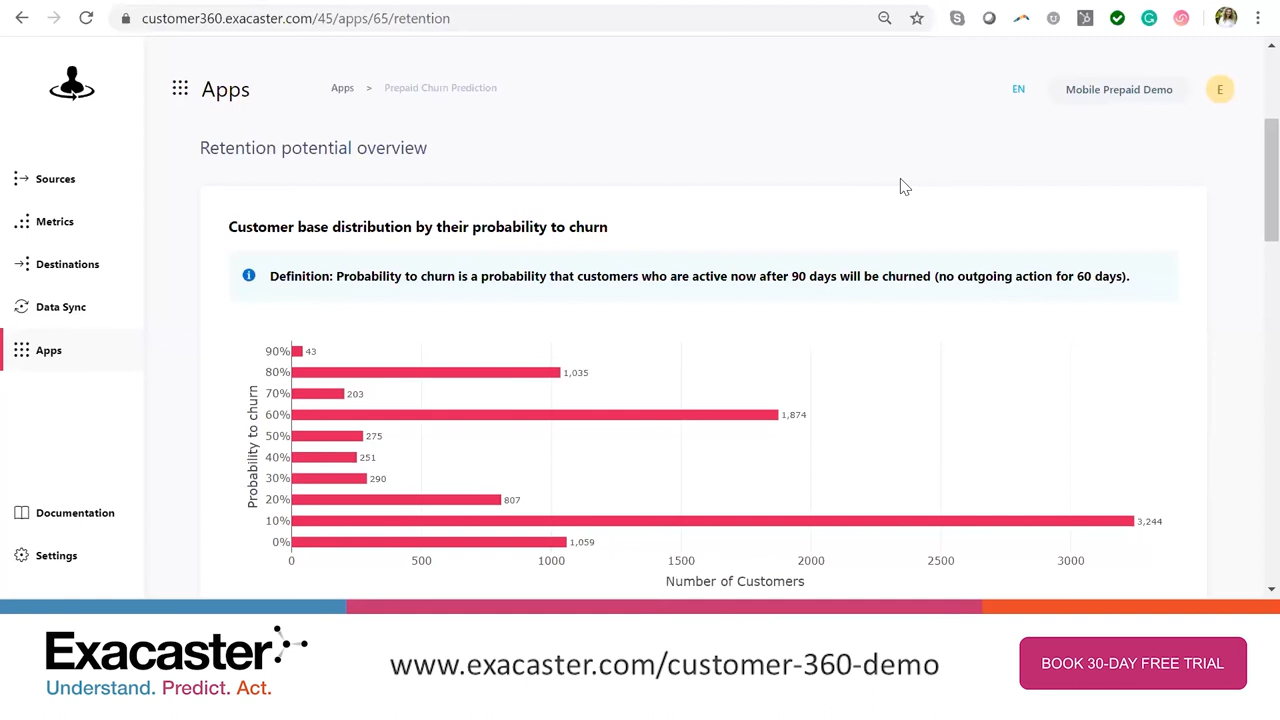 customer360.exacaster.com/45/apps/65/retention
Apps
Apps > Prepaid Churn Prediction
EN
Mobile Prepaid Demo
E
Retention potential overview
Sources
Metrics
Destinations
Data Sync
Apps
Documentation
Settings
Customer base distribution by their probability to churn
Definition: Probability to churn is a probability that customers who are active now after 90 days will be churned (no outgoing action for 60 days).
Probability to churn
90% 43
80% 1,035
70% 203
60% 1,874
50% 275
40% 251
30% 290
20% 807
10% 3,244
0% 1,059
0 500 1000 1500 2000 2500 3000
Number of Customers
Exacaster
Understand. Predict. Act.
www.exacaster.com/customer-360-demo
BOOK 30-DAY FREE TRIAL